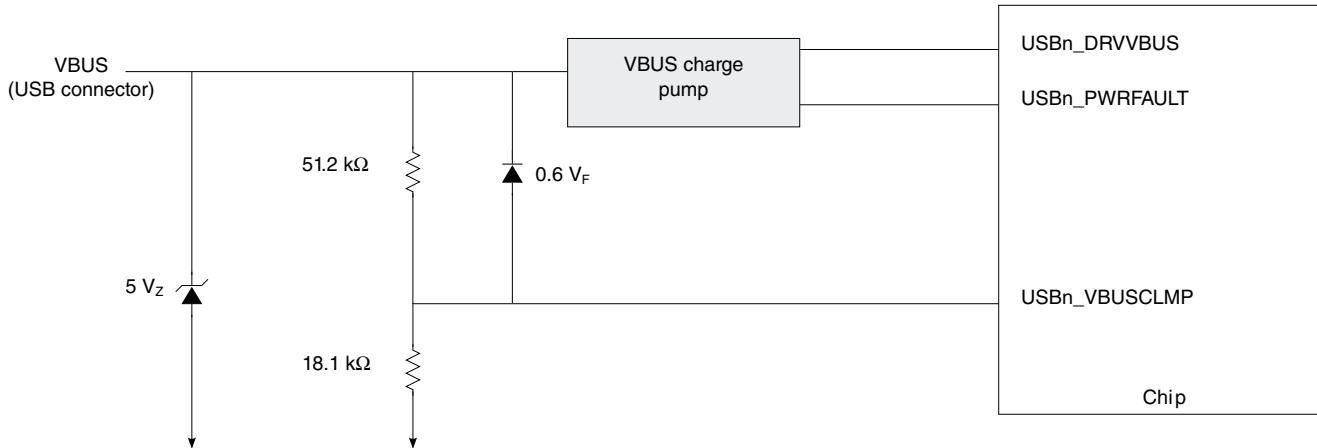 VBUS
(USB connector)
VBUS charge
pump
USBn_DRVVBUS
USBn_PWRFAULT
51.2 kΩ
0.6 VF
5 VZ
USBn_VBUSCLMP
18.1 kΩ
Chip